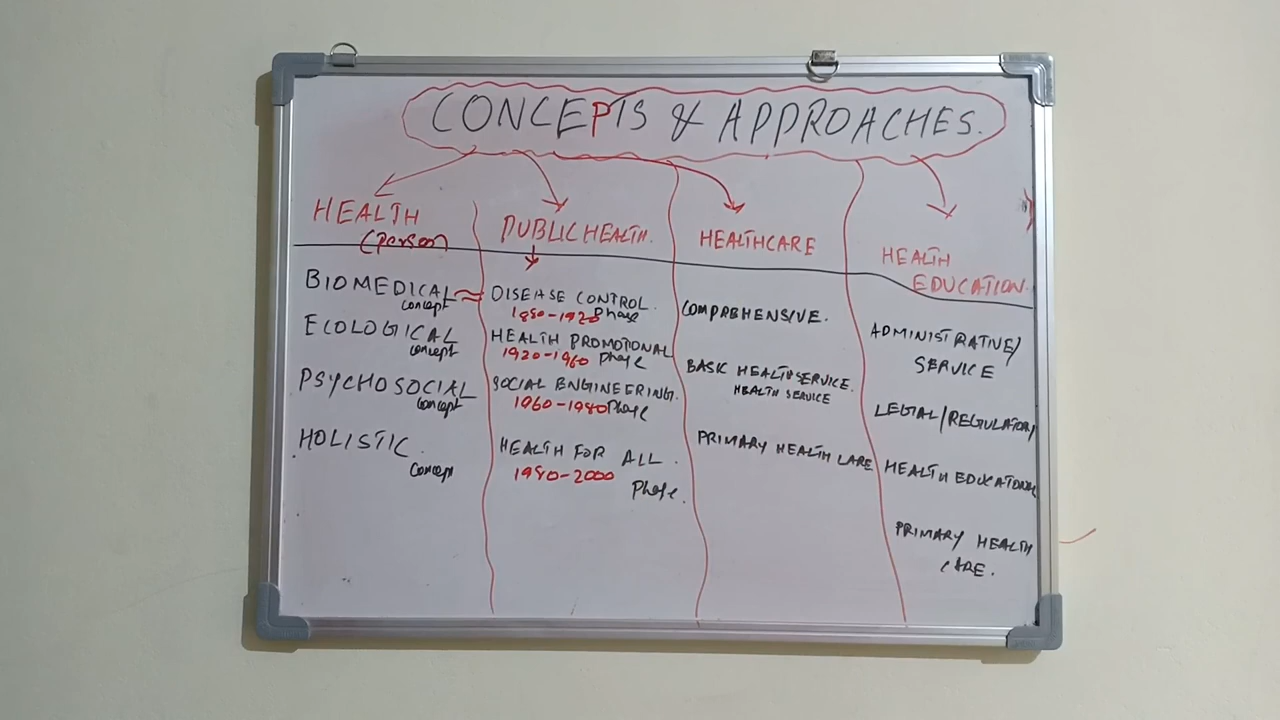 CONCEPTS & APPROACHES.
HEALTH
(person)
BIOMEDICAL
concept
ECOLOGICAL
concept
PSYCHOSOCIAL
concept
HOLISTIC
concept
PUBLIC HEALTH.
DISEASE CONTROL
1880-1920 Phase
HEALTH PROMOTIONAL
1920-1960 phase
SOCIAL ENGINEERING.
1960-1980 Phase
HEALTH FOR ALL.
1980-2000
phase.
HEALTHCARE
COMPREHENSIVE.
BASIC HEALTH SERVICE.
HEALTH SERVICE
PRIMARY HEALTH CARE
HEALTH
EDUCATION.
ADMINISTRATIVE/
SERVICE
LEGAL/REGULATORY
HEALTH EDUCATIONAL
PRIMARY HEALTH
CARE.